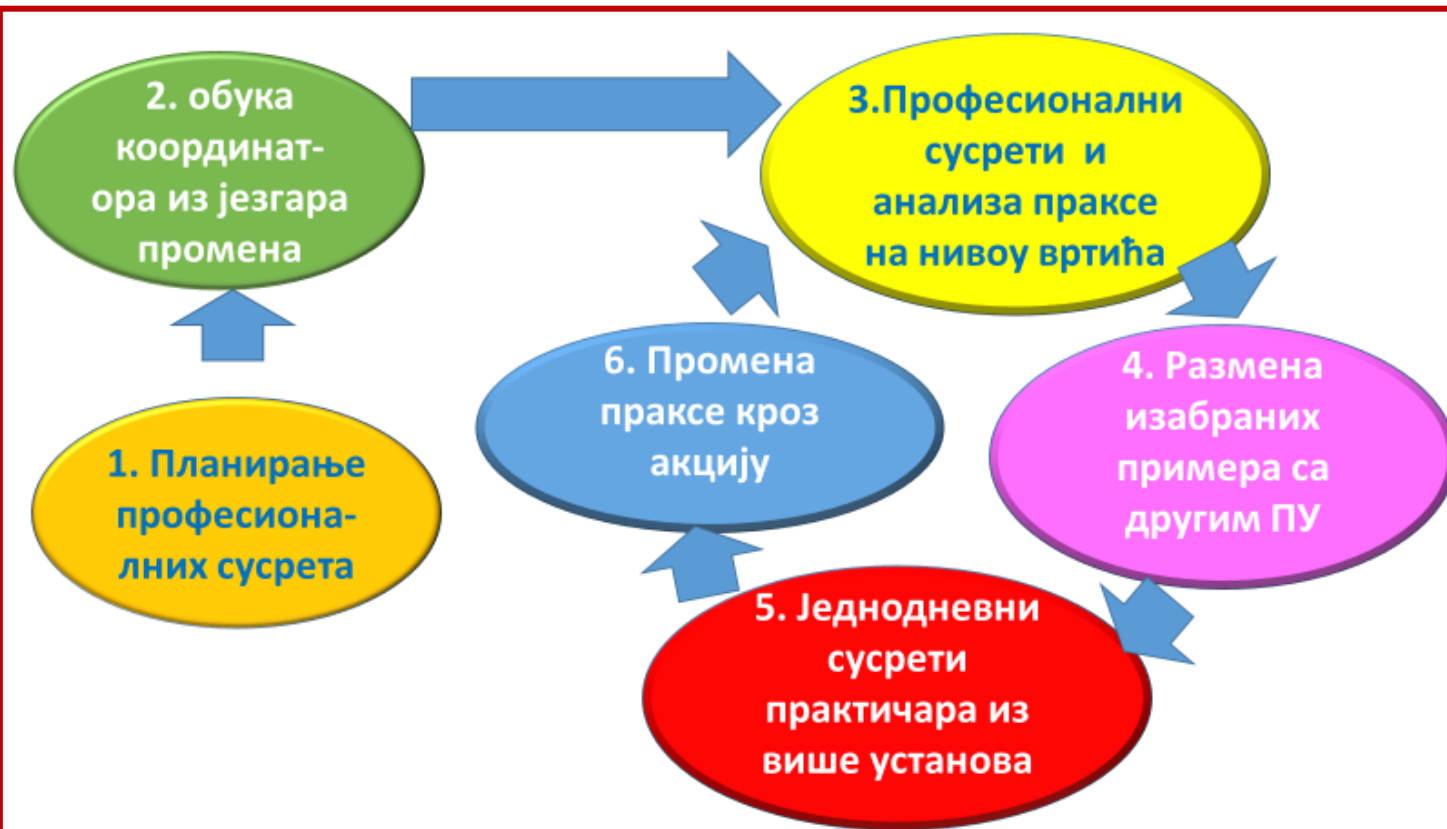 2. обука
координат-
ора из језгара
промена
3.Професионални
сусрети и
анализа праксе
на нивоу вртића
6. Промена
праксе кроз
акцију
4. Размена
изабраних
примера са
другим ПУ
1. Планирање
професиона-
лних сусрета
5. Једнодневни
сусрети
практичара из
више установа